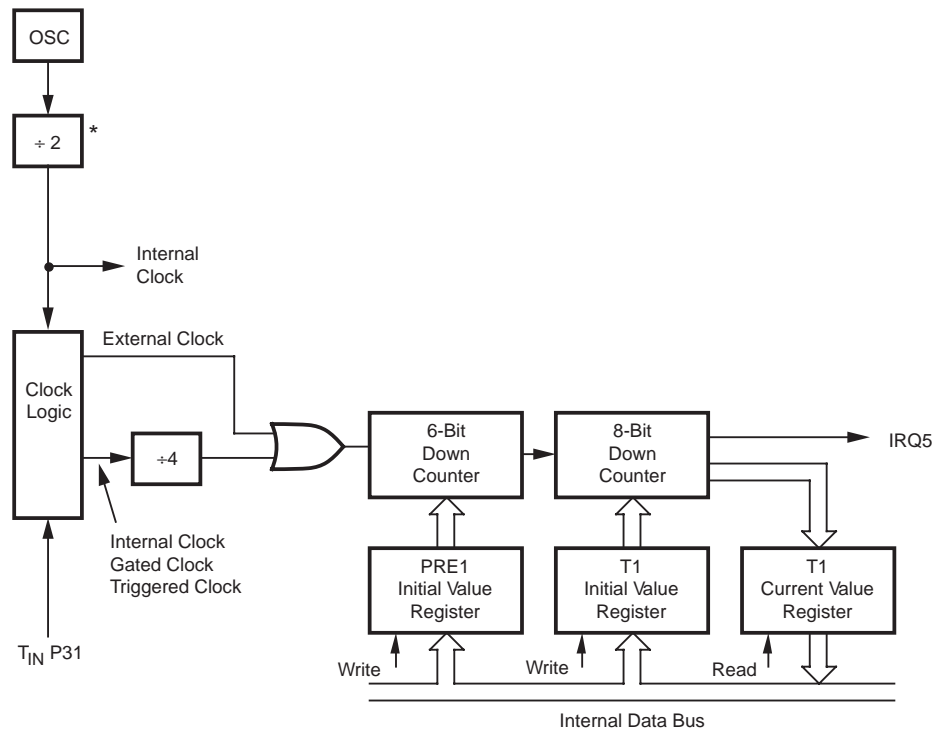 OSC
÷ 2
*
Internal
Clock
External Clock
Clock
Logic
÷4
Internal Clock
Gated Clock
Triggered Clock
TIN P31
6-Bit
Down
Counter
8-Bit
Down
Counter
IRQ5
PRE1
Initial Value
Register
T1
Initial Value
Register
T1
Current Value
Register
Write
Write
Read
Internal Data Bus